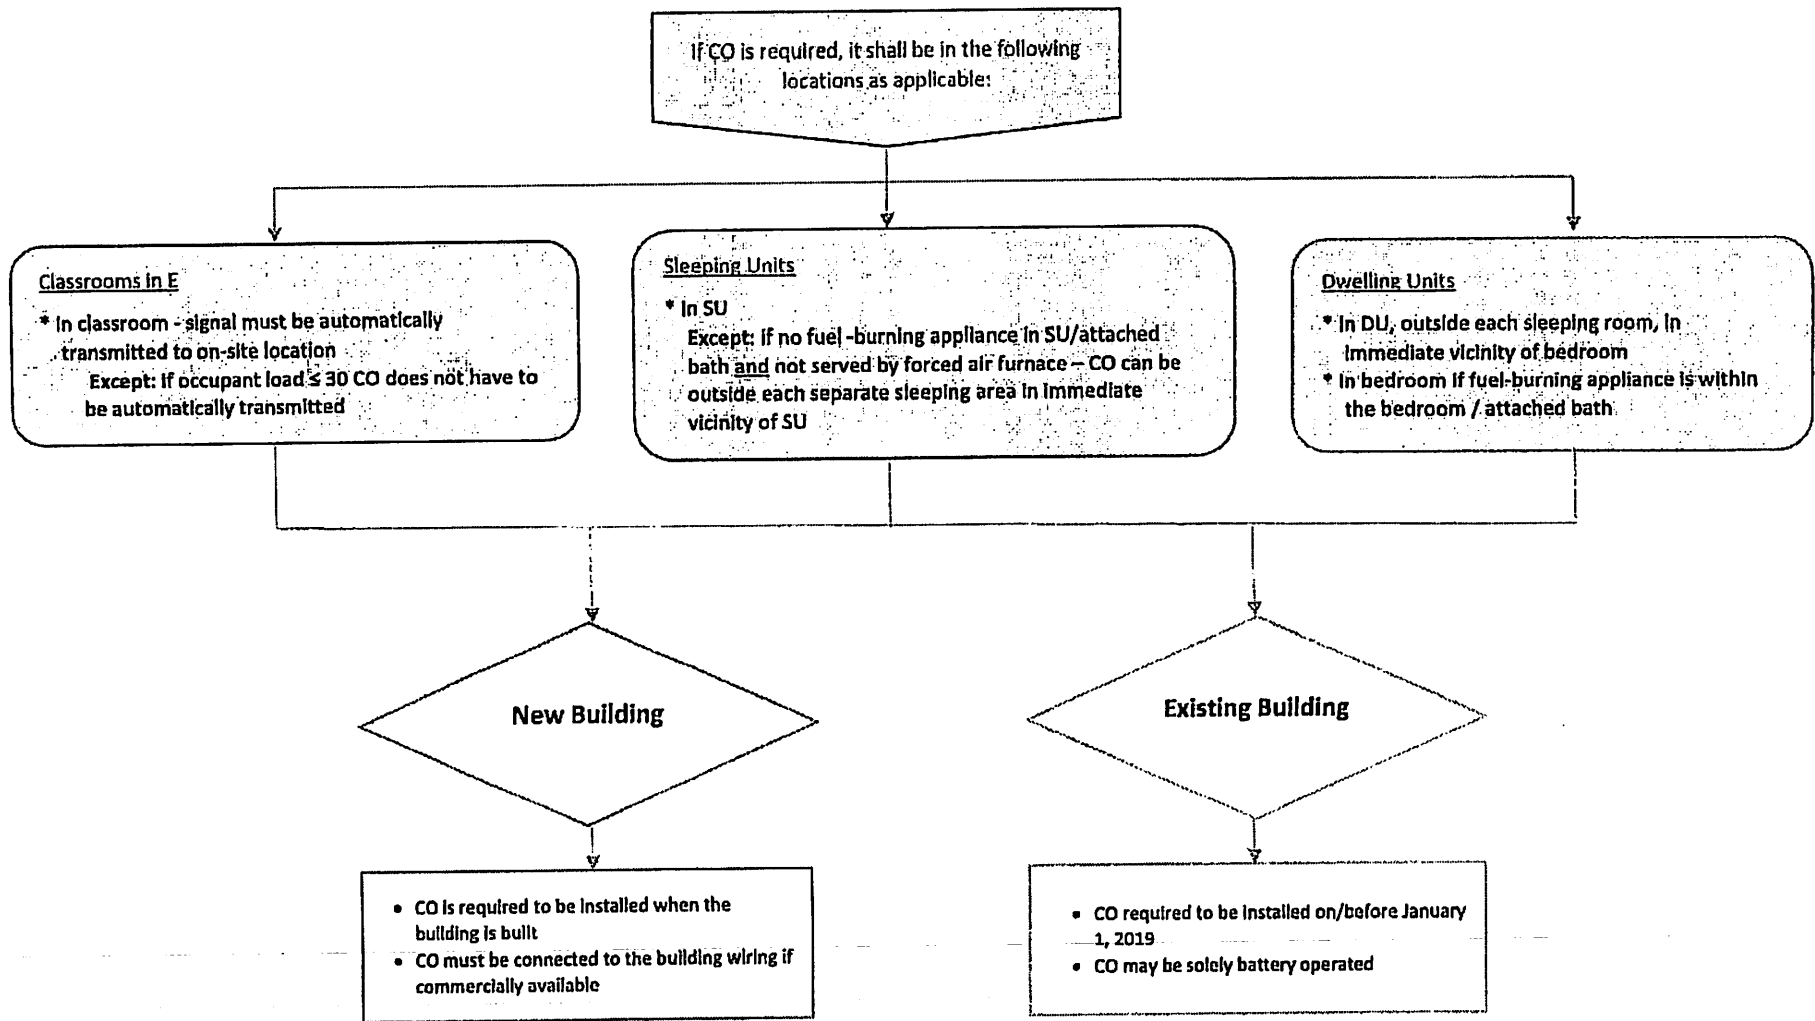 If CO is required, it shall be in the following
locations as applicable:
Classrooms in E
* In classroom - signal must be automatically
transmitted to on-site location
Except: if occupant load ≤ 30 CO does not have to
be automatically transmitted
Sleeping Units
* In SU
Except: if no fuel-burning appliance in SU/attached
bath and not served by forced air furnace – CO can be
outside each separate sleeping area in immediate
vicinity of SU
Dwelling Units
* In DU, outside each sleeping room, in
immediate vicinity of bedroom
* In bedroom if fuel-burning appliance is within
the bedroom / attached bath
New Building
Existing Building
• CO is required to be installed when the
building is built
• CO must be connected to the building wiring if
commercially available
• CO required to be installed on/before January
1, 2019
• CO may be solely battery operated